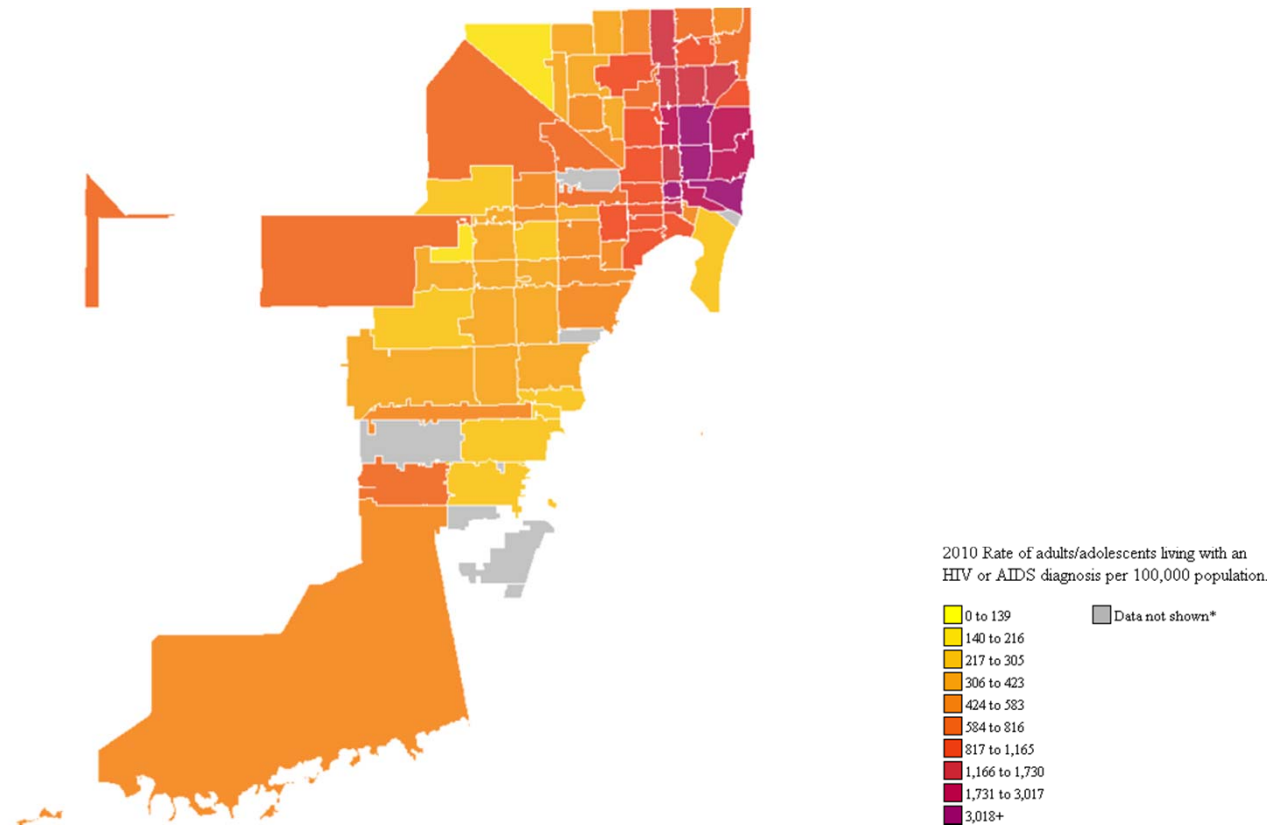 2010 Rate of adults/adolescents living with an
HIV or AIDS diagnosis per 100,000 population.
0 to 139
Data not shown*
140 to 216
217 to 305
306 to 423
424 to 583
584 to 816
817 to 1,165
1,166 to 1,730
1,731 to 3,017
3,018+